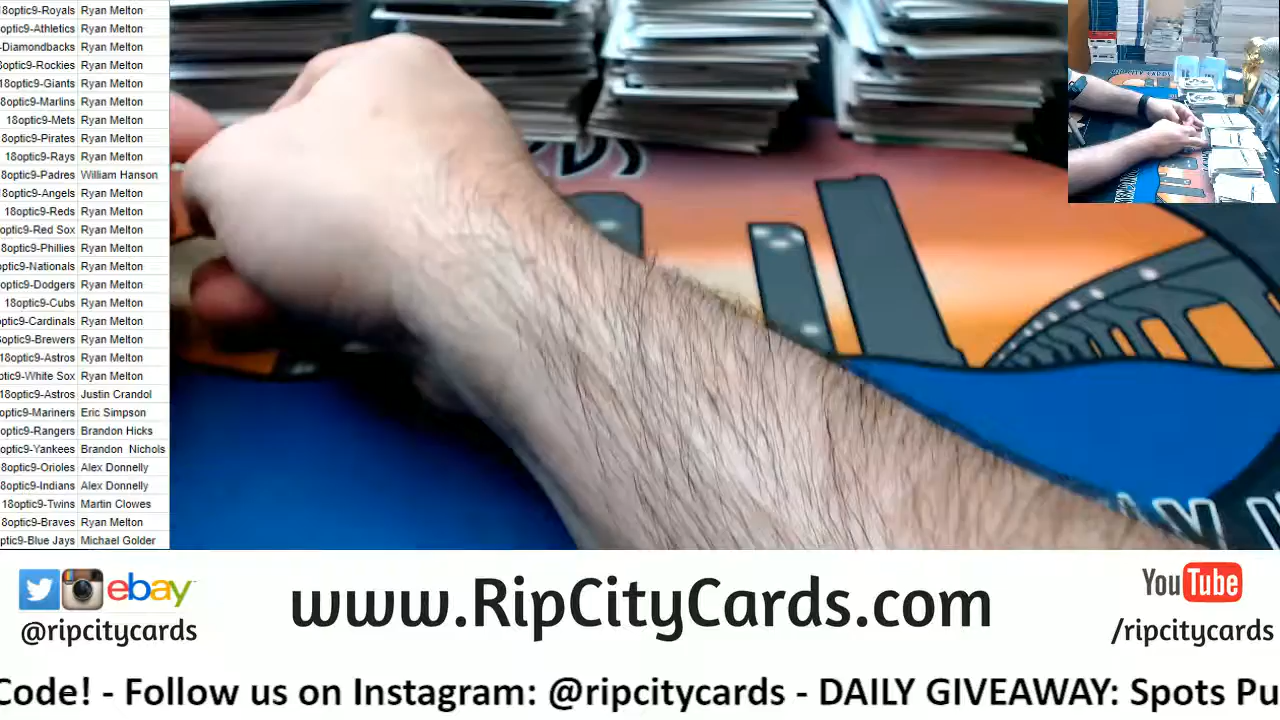 18optic9-Royals Ryan Melton
optic9-Athletics Ryan Melton
-Diamondbacks Ryan Melton
8optic9-Rockies Ryan Melton
18optic9-Giants Ryan Melton
8optic9-Marlins Ryan Melton
18optic9-Mets Ryan Melton
8optic9-Pirates Ryan Melton
18optic9-Rays Ryan Melton
8optic9-Padres William Hanson
18optic9-Angels Ryan Melton
18optic9-Reds Ryan Melton
optic9-Red Sox Ryan Melton
8optic9-Phillies Ryan Melton
optic9-Nationals Ryan Melton
optic9-Dodgers Ryan Melton
18optic9-Cubs Ryan Melton
optic9-Cardinals Ryan Melton
8optic9-Brewers Ryan Melton
18optic9-Astros Ryan Melton
ptic9-White Sox Ryan Melton
18optic9-Astros Justin Crandol
optic9-Mariners Eric Simpson
optic9-Rangers Brandon Hicks
optic9-Yankees Brandon Nichols
8optic9-Orioles Alex Donnelly
8optic9-Indians Alex Donnelly
18optic9-Twins Martin Clowes
8optic9-Braves Ryan Melton
ptic9-Blue Jays Michael Golder
ebay
@ripcitycards
www.RipCityCards.com
YouTube
/ripcitycards
Code! - Follow us on Instagram: @ripcitycards - DAILY GIVEAWAY: Spots Pu